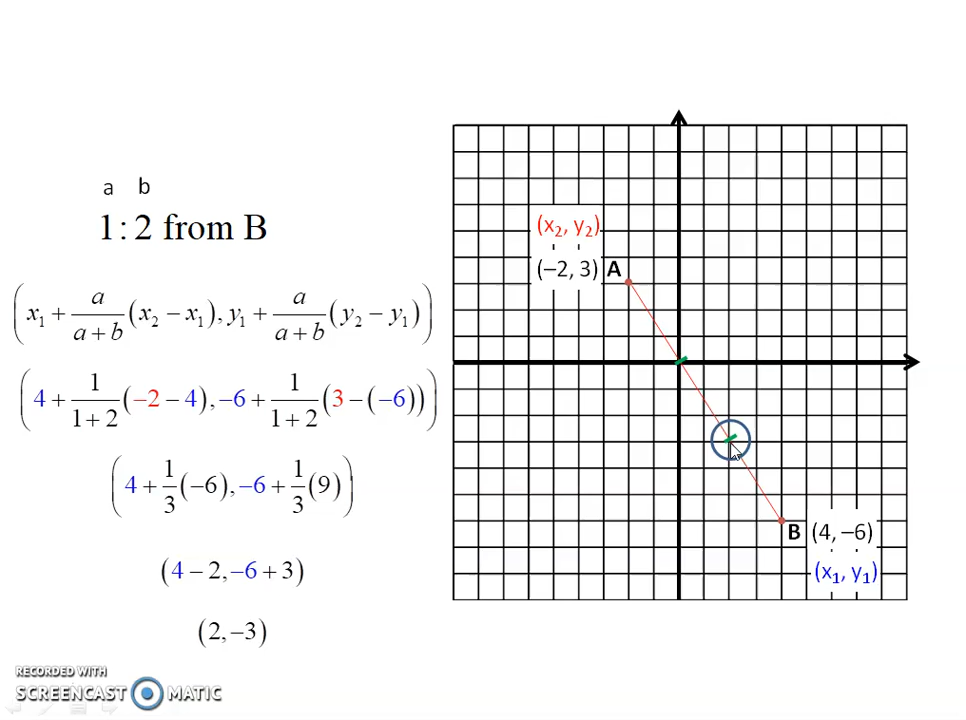 a b
1 : 2 from B
(x₁ + a/(a + b) (x₂ − x₁), y₁ + a/(a + b) (y₂ − y₁))
(4 + 1/(1 + 2) (−2 − 4), −6 + 1/(1 + 2) (3 − (−6)))
(4 + 1/3 (−6), −6 + 1/3 (9))
(4 − 2, −6 + 3)
(2, −3)
(x₂, y₂)
(−2, 3) A
B (4, −6)
(x₁, y₁)
RECORDED WITH
SCREENCAST MATIC